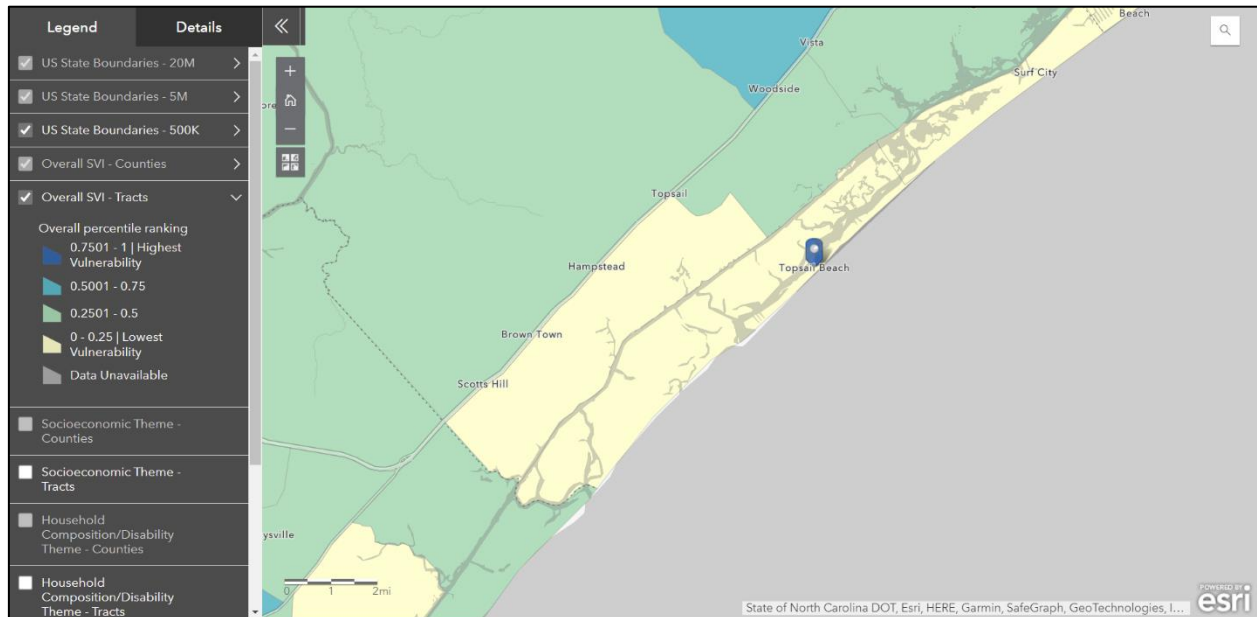 Legend
Details
US State Boundaries - 20M
US State Boundaries - 5M
US State Boundaries - 500K
Overall SVI - Counties
Overall SVI - Tracts
Overall percentile ranking
0.7501 - 1 | Highest
Vulnerability
0.5001 - 0.75
0.2501 - 0.5
0 - 0.25 | Lowest
Vulnerability
Data Unavailable
Socioeconomic Theme -
Counties
Socioeconomic Theme -
Tracts
Household
Composition/Disability
Theme - Counties
Household
Composition/Disability
Theme - Tracts
Beach
Vista
Surf City
Woodside
Topsail
Hampstead
Topsail Beach
Brown Town
Scotts Hill
ysville
0 1 2mi
State of North Carolina DOT, Esri, HERE, Garmin, SafeGraph, GeoTechnologies, I...
POWERED BY
esri